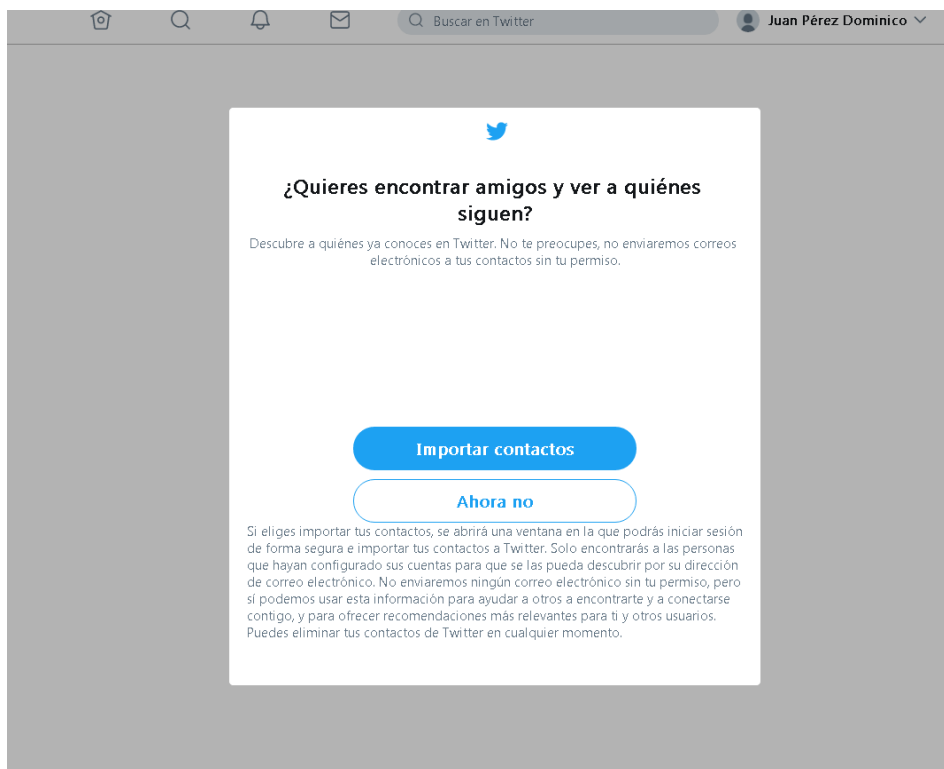 Buscar en Twitter
Juan Pérez Dominico
¿Quieres encontrar amigos y ver a quiénes
siguen?
Descubre a quiénes ya conoces en Twitter. No te preocupes, no enviaremos correos
electrónicos a tus contactos sin tu permiso.
Importar contactos
Ahora no
Si eliges importar tus contactos, se abrirá una ventana en la que podrás iniciar sesión
de forma segura e importar tus contactos a Twitter. Solo encontrarás a las personas
que hayan configurado sus cuentas para que se las pueda descubrir por su dirección
de correo electrónico. No enviaremos ningún correo electrónico sin tu permiso, pero
sí podemos usar esta información para ayudar a otros a encontrarte y a conectarse
contigo, y para ofrecer recomendaciones más relevantes para ti y otros usuarios.
Puedes eliminar tus contactos de Twitter en cualquier momento.